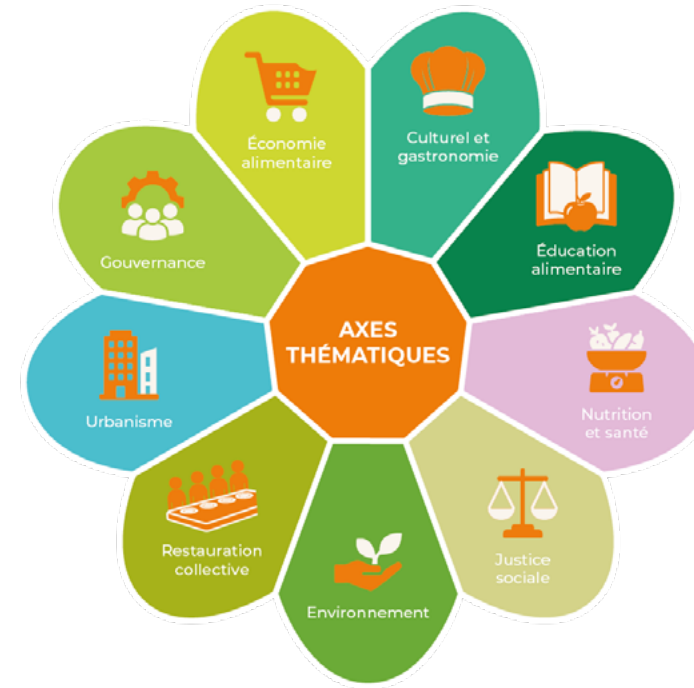 AXES
THÉMATIQUES
Économie
alimentaire
Culturel et
gastronomie
Éducation
alimentaire
Nutrition
et santé
Justice
sociale
Environnement
Restauration
collective
Urbanisme
Gouvernance